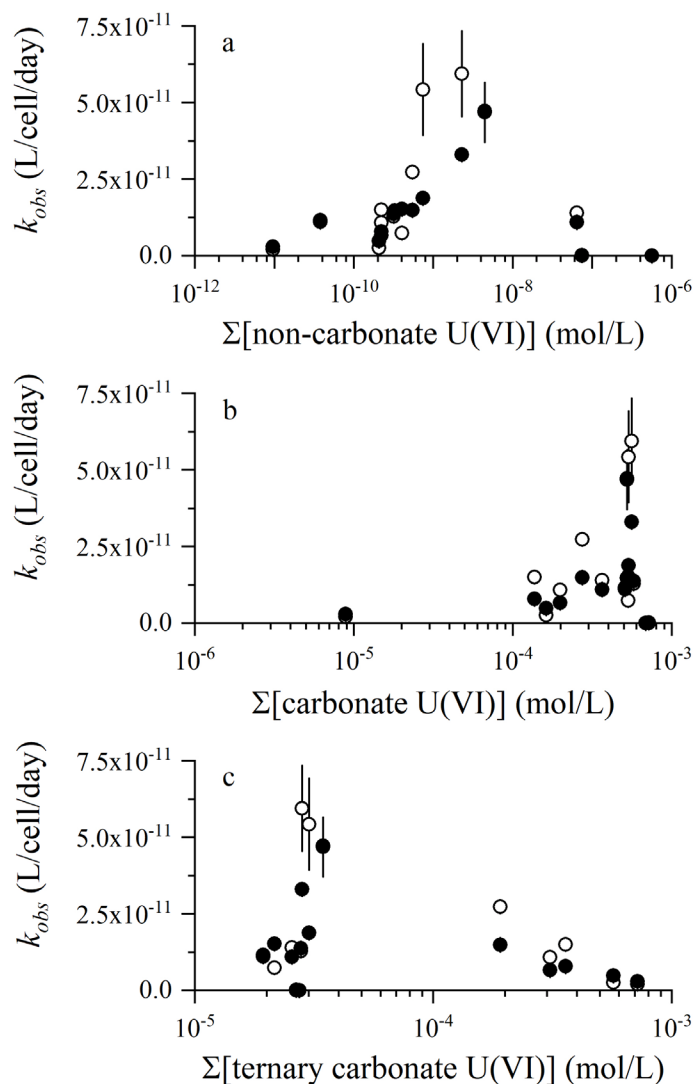 a
7.5x10⁻¹¹
5.0x10⁻¹¹
2.5x10⁻¹¹
0.0
k_obs (L/cell/day)
10⁻¹² 10⁻¹⁰ 10⁻⁸ 10⁻⁶
Σ[non-carbonate U(VI)] (mol/L)
b
7.5x10⁻¹¹
5.0x10⁻¹¹
2.5x10⁻¹¹
0.0
k_obs (L/cell/day)
10⁻⁶ 10⁻⁵ 10⁻⁴ 10⁻³
Σ[carbonate U(VI)] (mol/L)
c
7.5x10⁻¹¹
5.0x10⁻¹¹
2.5x10⁻¹¹
0.0
k_obs (L/cell/day)
10⁻⁵ 10⁻⁴ 10⁻³
Σ[ternary carbonate U(VI)] (mol/L)